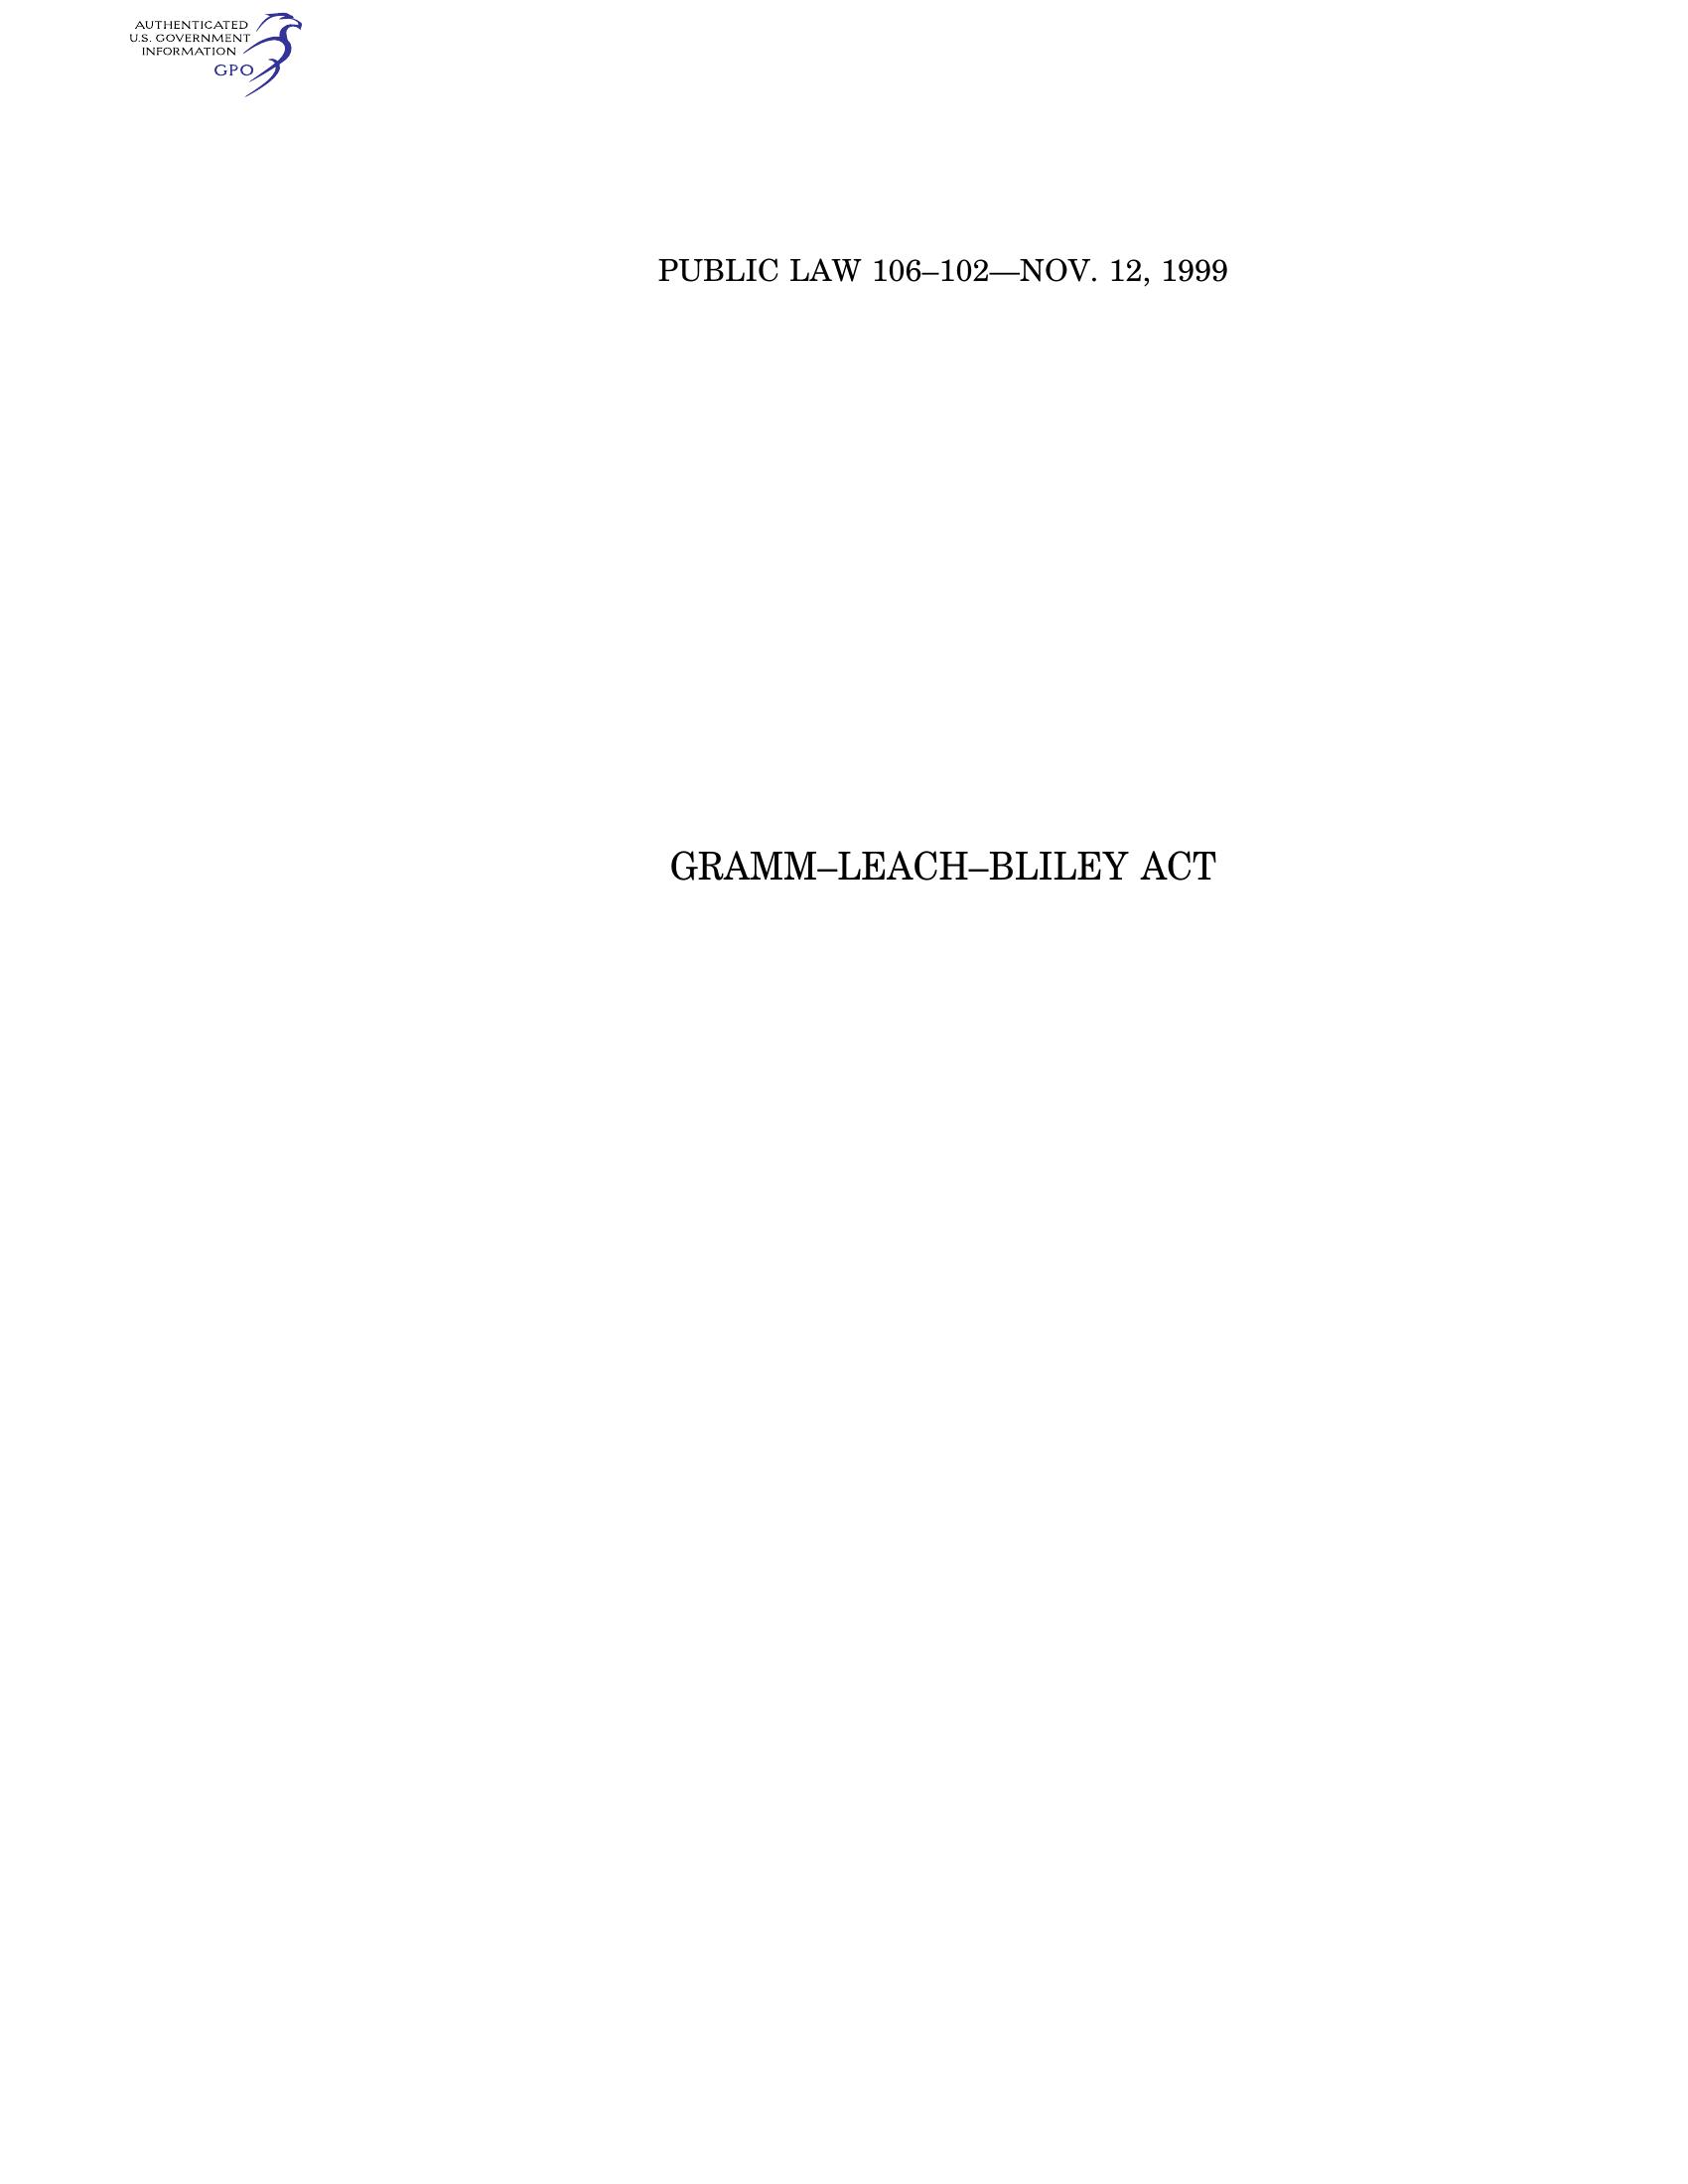 AUTHENTICATED
U.S. GOVERNMENT
INFORMATION
GPO
PUBLIC LAW 106–102—NOV. 12, 1999
GRAMM–LEACH–BLILEY ACT